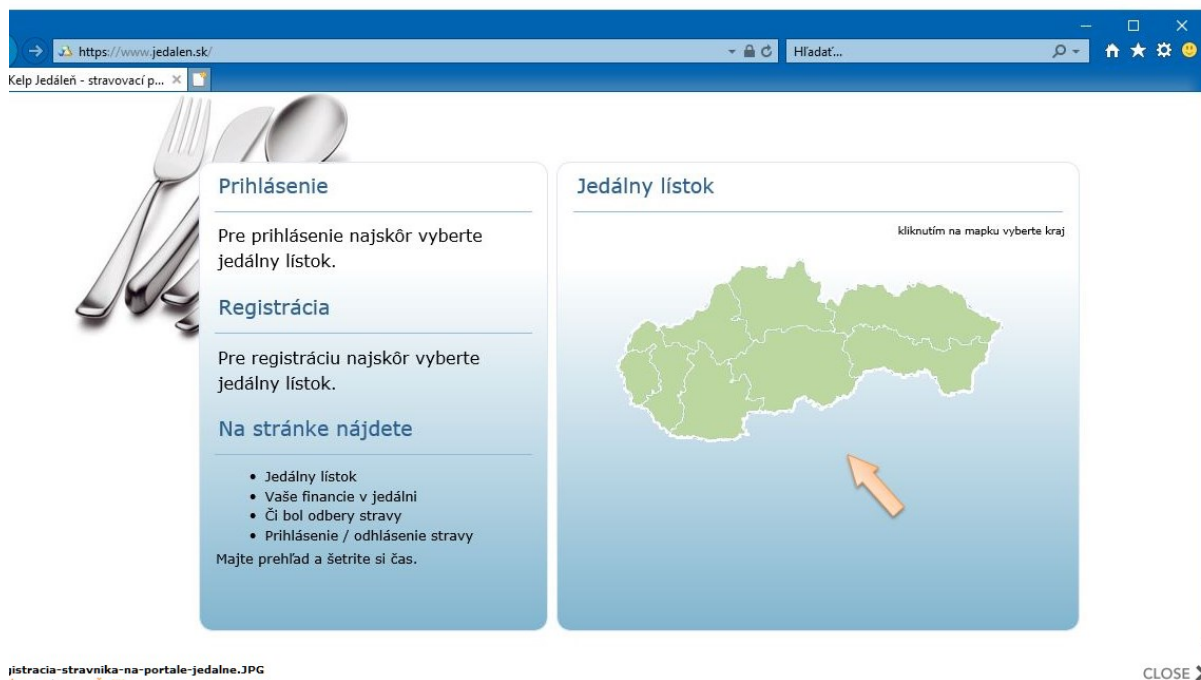 https://www.jedalen.sk/
Hľadať...
Kelp Jedáleň - stravovací p...
Prihlásenie
Pre prihlásenie najskôr vyberte
jedálny lístok.
Registrácia
Pre registráciu najskôr vyberte
jedálny lístok.
Na stránke nájdete
• Jedálny lístok
• Vaše financie v jedálni
• Či bol odbery stravy
• Prihlásenie / odhlásenie stravy
Majte prehľad a šetrite si čas.
Jedálny lístok
kliknutím na mapku vyberte kraj
gistracia-stravnika-na-portale-jedalne.JPG
CLOSE